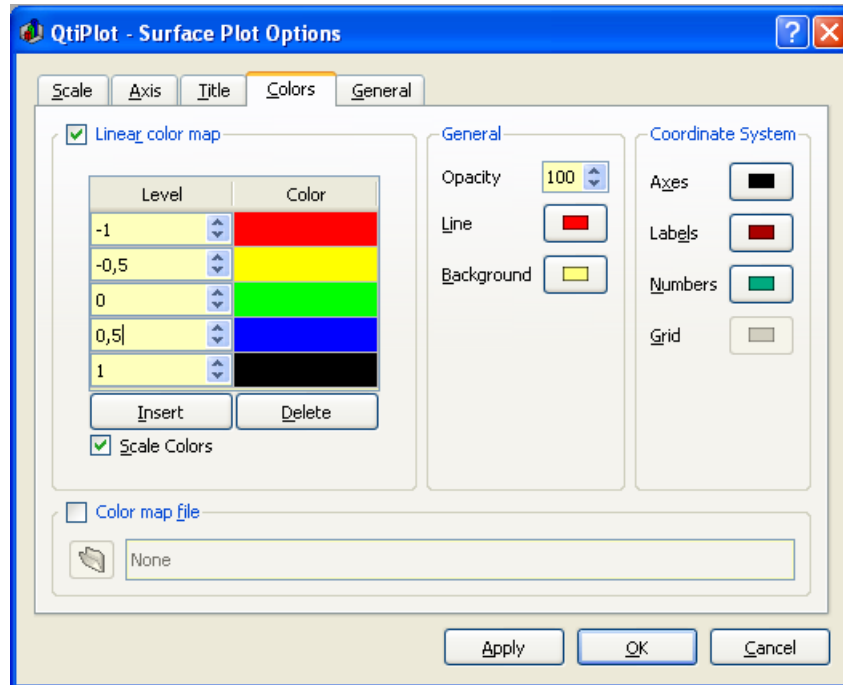 QtiPlot - Surface Plot Options
Scale Axis Title Colors General
Linear color map
Level Color
-1
-0,5
0
0,5
1
Insert Delete
Scale Colors
General
Opacity 100
Line
Background
Coordinate System
Axes
Labels
Numbers
Grid
Color map file
None
Apply OK Cancel